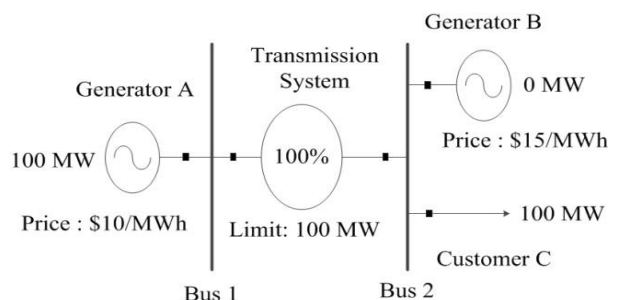 Generator B
Transmission
System
Generator A
0 MW
Price : $15/MWh
100 MW
100%
100 MW
Price : $10/MWh
Limit: 100 MW
Customer C
Bus 1
Bus 2